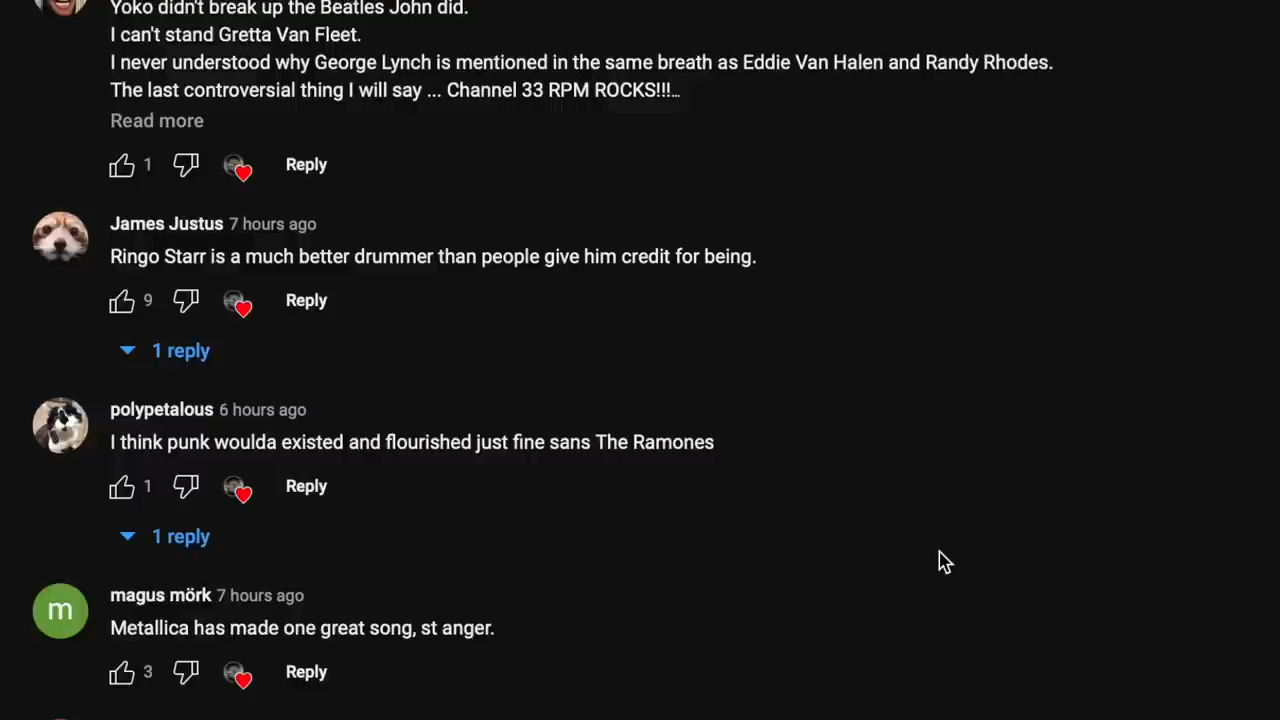 Yoko didn't break up the Beatles John did.
I can't stand Gretta Van Fleet.
I never understood why George Lynch is mentioned in the same breath as Eddie Van Halen and Randy Rhodes.
The last controversial thing I will say ... Channel 33 RPM ROCKS!!!...
Read more
1 Reply
James Justus 7 hours ago
Ringo Starr is a much better drummer than people give him credit for being.
9 Reply
1 reply
polypetalous 6 hours ago
I think punk woulda existed and flourished just fine sans The Ramones
1 Reply
1 reply
m
magus mörk 7 hours ago
Metallica has made one great song, st anger.
3 Reply